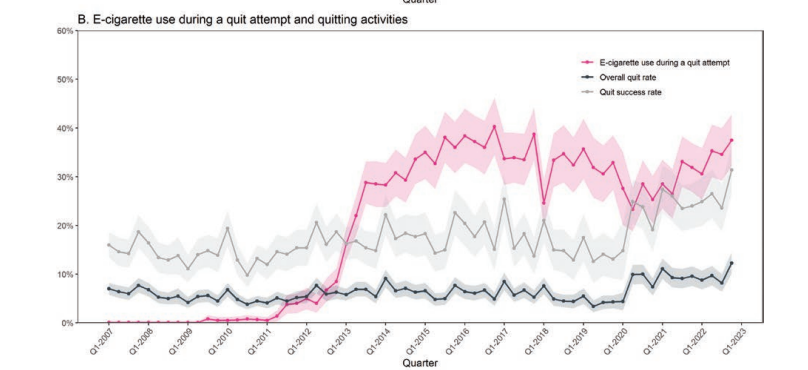 Quarter
B. E-cigarette use during a quit attempt and quitting activities
60%
50%
40%
30%
20%
10%
0%
E-cigarette use during a quit attempt
Overall quit rate
Quit success rate
Q1-2007
Q1-2008
Q1-2009
Q1-2010
Q1-2011
Q1-2012
Q1-2013
Q1-2014
Q1-2015
Q1-2016
Q1-2017
Q1-2018
Q1-2019
Q1-2020
Q1-2021
Q1-2022
Q1-2023
Quarter